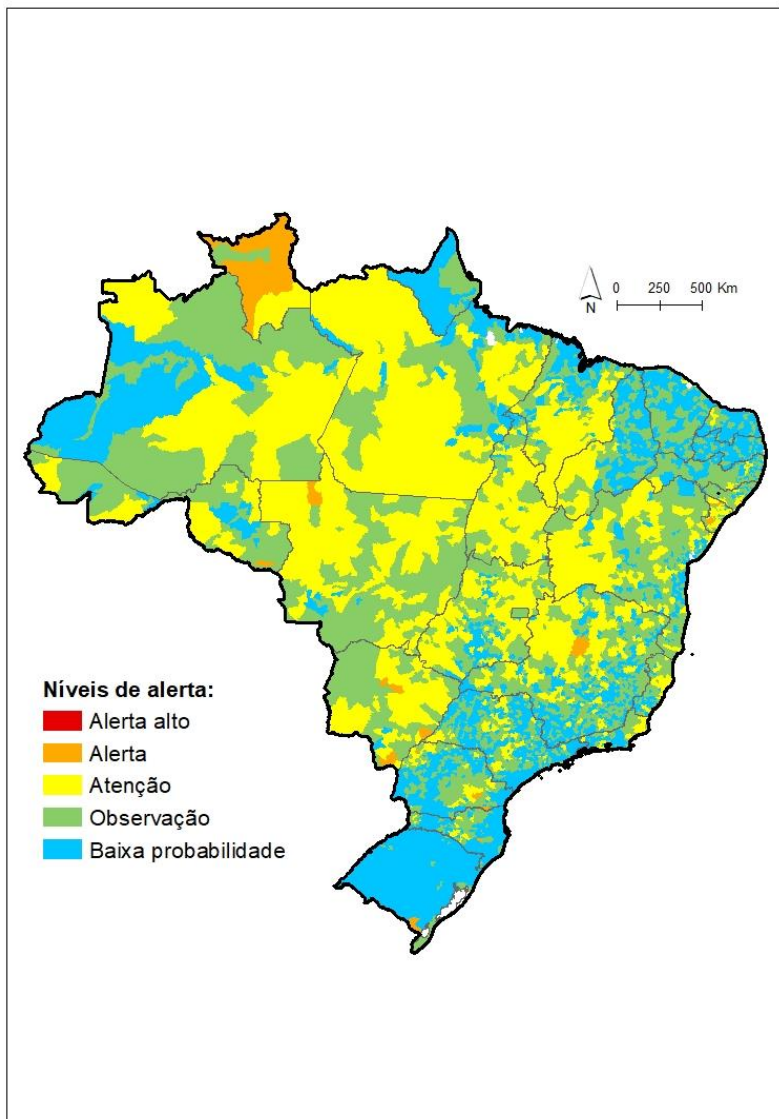 0 250 500 Km
N
Níveis de alerta:
Alerta alto
Alerta
Atenção
Observação
Baixa probabilidade